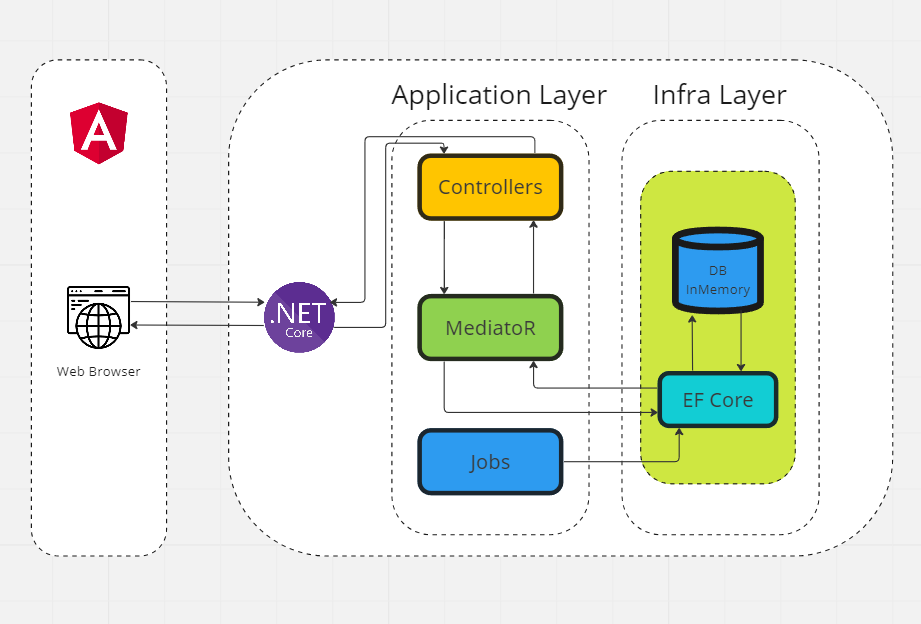 Application Layer
Infra Layer
Controllers
DB
InMemory
.NET
Core
MediatoR
Web Browser
EF Core
Jobs